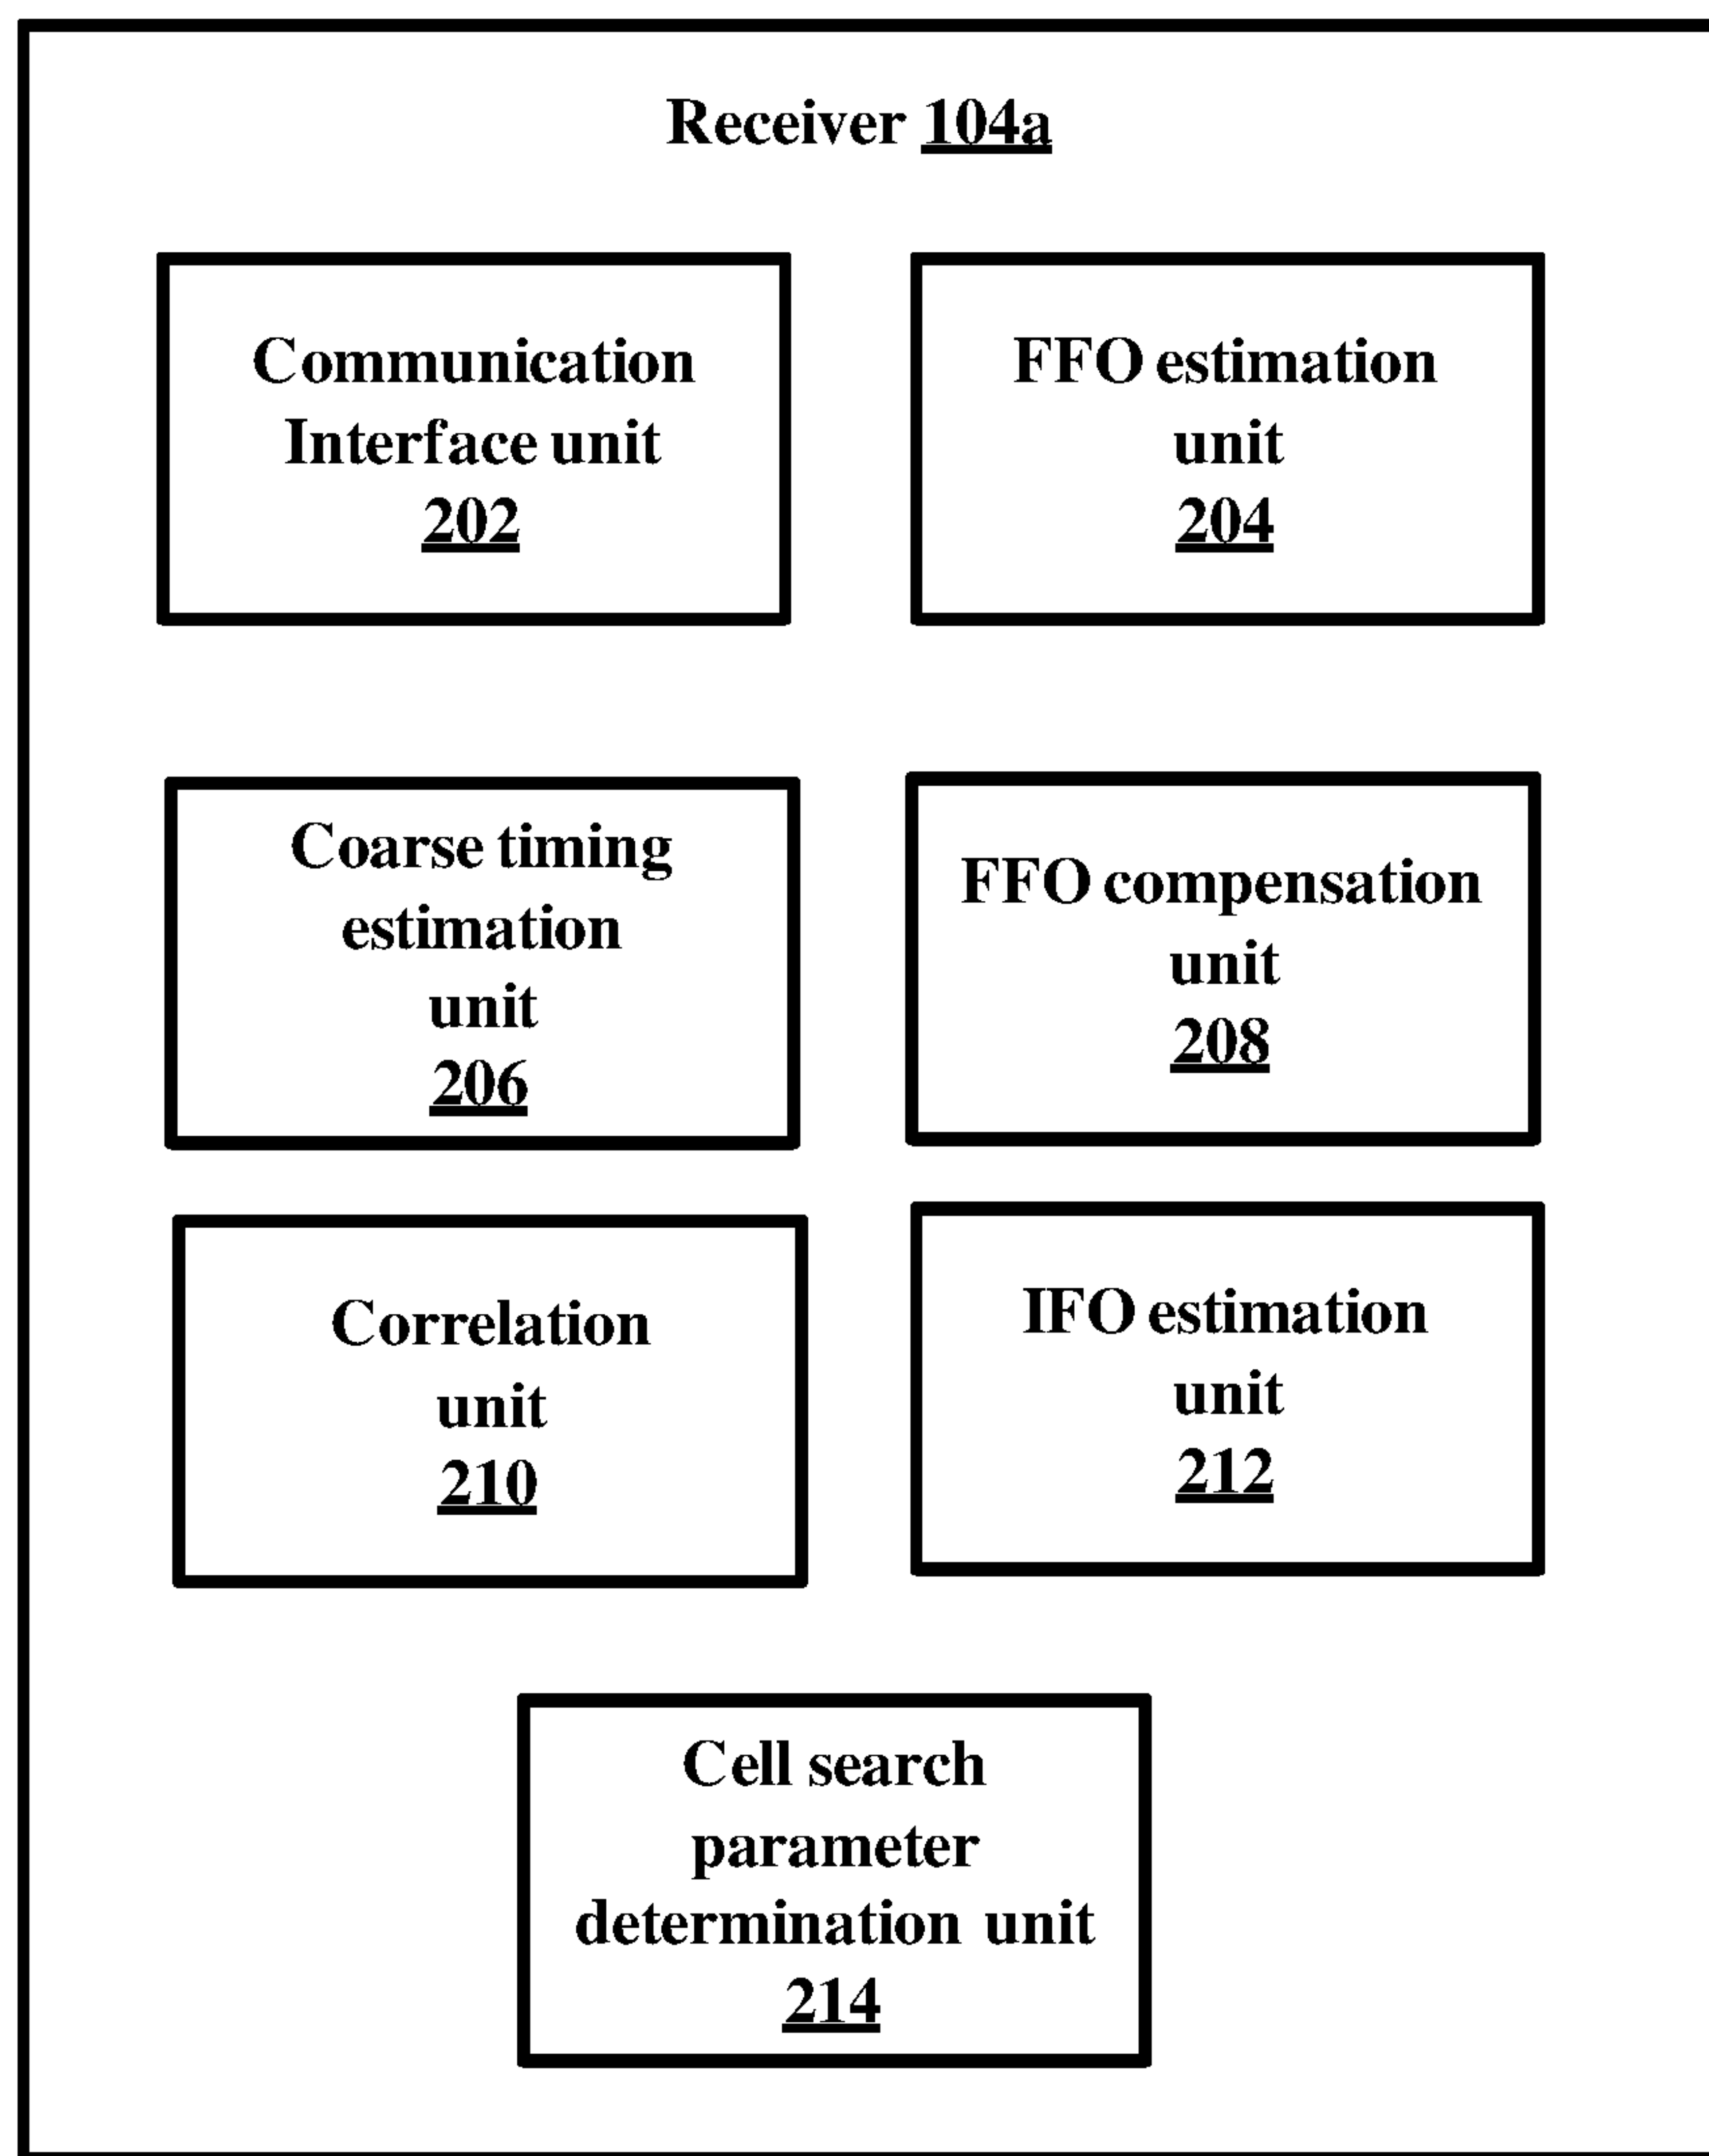 Receiver 104a
Communication
Interface unit
202
FFO estimation
unit
204
Coarse timing
estimation
unit
206
FFO compensation
unit
208
Correlation
unit
210
IFO estimation
unit
212
Cell search
parameter
determination unit
214